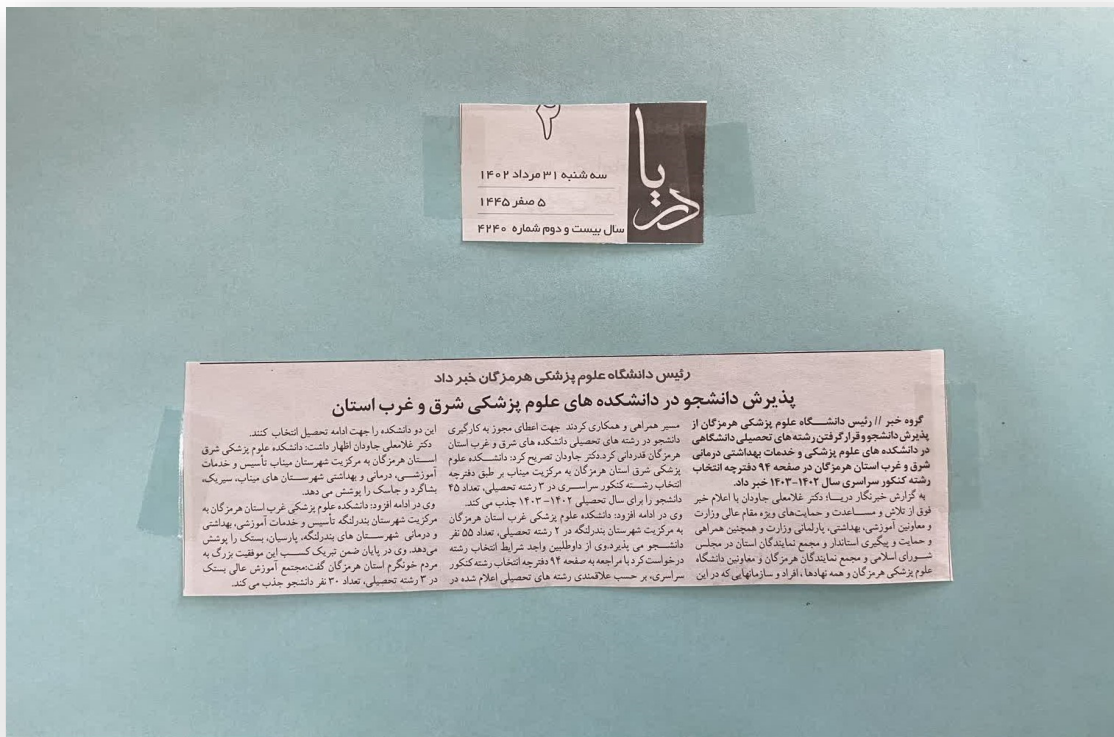 ۲
دریا
سه شنبه ۳۱ مرداد ۱۴۰۲
۵ صفر ۱۴۴۵
سال بیست و دوم شماره ۴۲۴۰
رئیس دانشگاه علوم پزشکی هرمزگان خبر داد
پذیرش دانشجو در دانشکده های علوم پزشکی شرق و غرب استان
گروه خبر // رئیس دانشگاه علوم پزشکی هرمزگان از
پذیرش دانشجو و قرار گرفتن رشته های تحصیلی دانشگاهی
در دانشکده های علوم پزشکی و خدمات بهداشتی درمانی
شرق و غرب استان هرمزگان در صفحه ۹۴ دفترچه انتخاب
رشته کنکور سراسری سال ۱۴۰۲-۱۴۰۳ خبر داد.
به گزارش خبرنگار دریا؛ دکتر غلامعلی جاودان با اعلام خبر
فوق از تلاش و مساعدت و حمایت‌های ویژه مقام عالی وزارت
و معاونین آموزشی، بهداشتی، پارلمانی وزارت و همچنین همراهی
و حمایت و پیگیری استاندار و مجمع نمایندگان استان در مجلس
شورای اسلامی و مجمع نمایندگان هرمزگان و معاونین دانشگاه
علوم پزشکی هرمزگان و همه نهادها ، افراد و سازمانهایی که در این
مسیر همراهی و همکاری کردند جهت اعطای مجوز به کارگیری
دانشجو در رشته های تحصیلی دانشکده های شرق و غرب استان
هرمزگان قدردانی کرد.دکتر جاودان تصریح کرد: دانشکده علوم
پزشکی شرق استان هرمزگان به مرکزیت میناب بر طبق دفترچه
انتخاب رشته کنکور سراسری در ۳ رشته تحصیلی، تعداد ۴۵
دانشجو را برای سال تحصیلی ۱۴۰۲- ۱۴۰۳ جذب می کند.
وی در ادامه افزود: دانشکده علوم پزشکی غرب استان هرمزگان
به مرکزیت شهرستان بندرلنگه در ۲ رشته تحصیلی، تعداد ۵۵ نفر
دانشجو می پذیرد.وی از داوطلبین واجد شرایط انتخاب رشته
درخواست کرد با مراجعه به صفحه ۹۴ دفترچه انتخاب رشته کنکور
سراسری، بر حسب علاقمندی رشته های تحصیلی اعلام شده در
این دو دانشکده را جهت ادامه تحصیل انتخاب کنند.
دکتر غلامعلی جاودان اظهار داشت: دانشکده علوم پزشکی شرق
استان هرمزگان به مرکزیت شهرستان میناب تأسیس و خدمات
آموزشی، درمانی و بهداشتی شهرستان های میناب، سیریک،
بشاگرد و جاسک را پوشش می دهد.
وی در ادامه افزود: دانشکده علوم پزشکی غرب استان هرمزگان به
مرکزیت شهرستان بندرلنگه تأسیس و خدمات آموزشی، بهداشتی
و درمانی شهرستان های بندرلنگه، پارسیان، بستک را پوشش
می‌دهد. وی در پایان ضمن تبریک کسب این موفقیت بزرگ به
مردم خونگرم استان هرمزگان گفت:مجتمع آموزش عالی بستک
در ۳ رشته تحصیلی، تعداد ۳۰ نفر دانشجو جذب می کند.